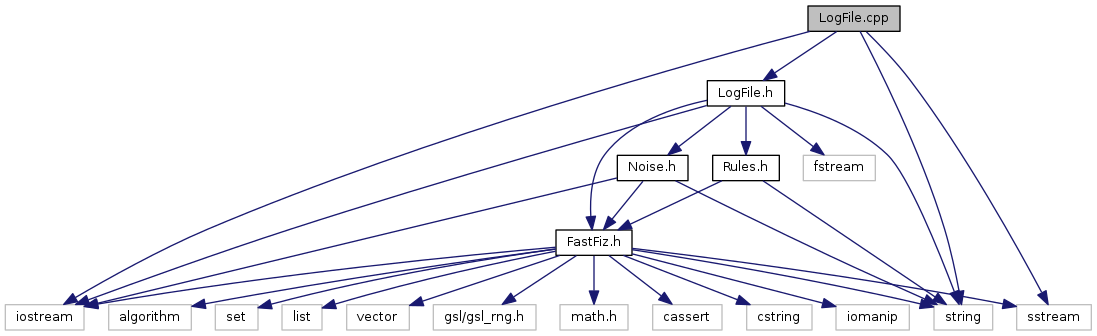 LogFile.cpp
LogFile.h
Noise.h
Rules.h
fstream
FastFiz.h
iostream
algorithm
set
list
vector
gsl/gsl_rng.h
math.h
cassert
cstring
iomanip
string
sstream